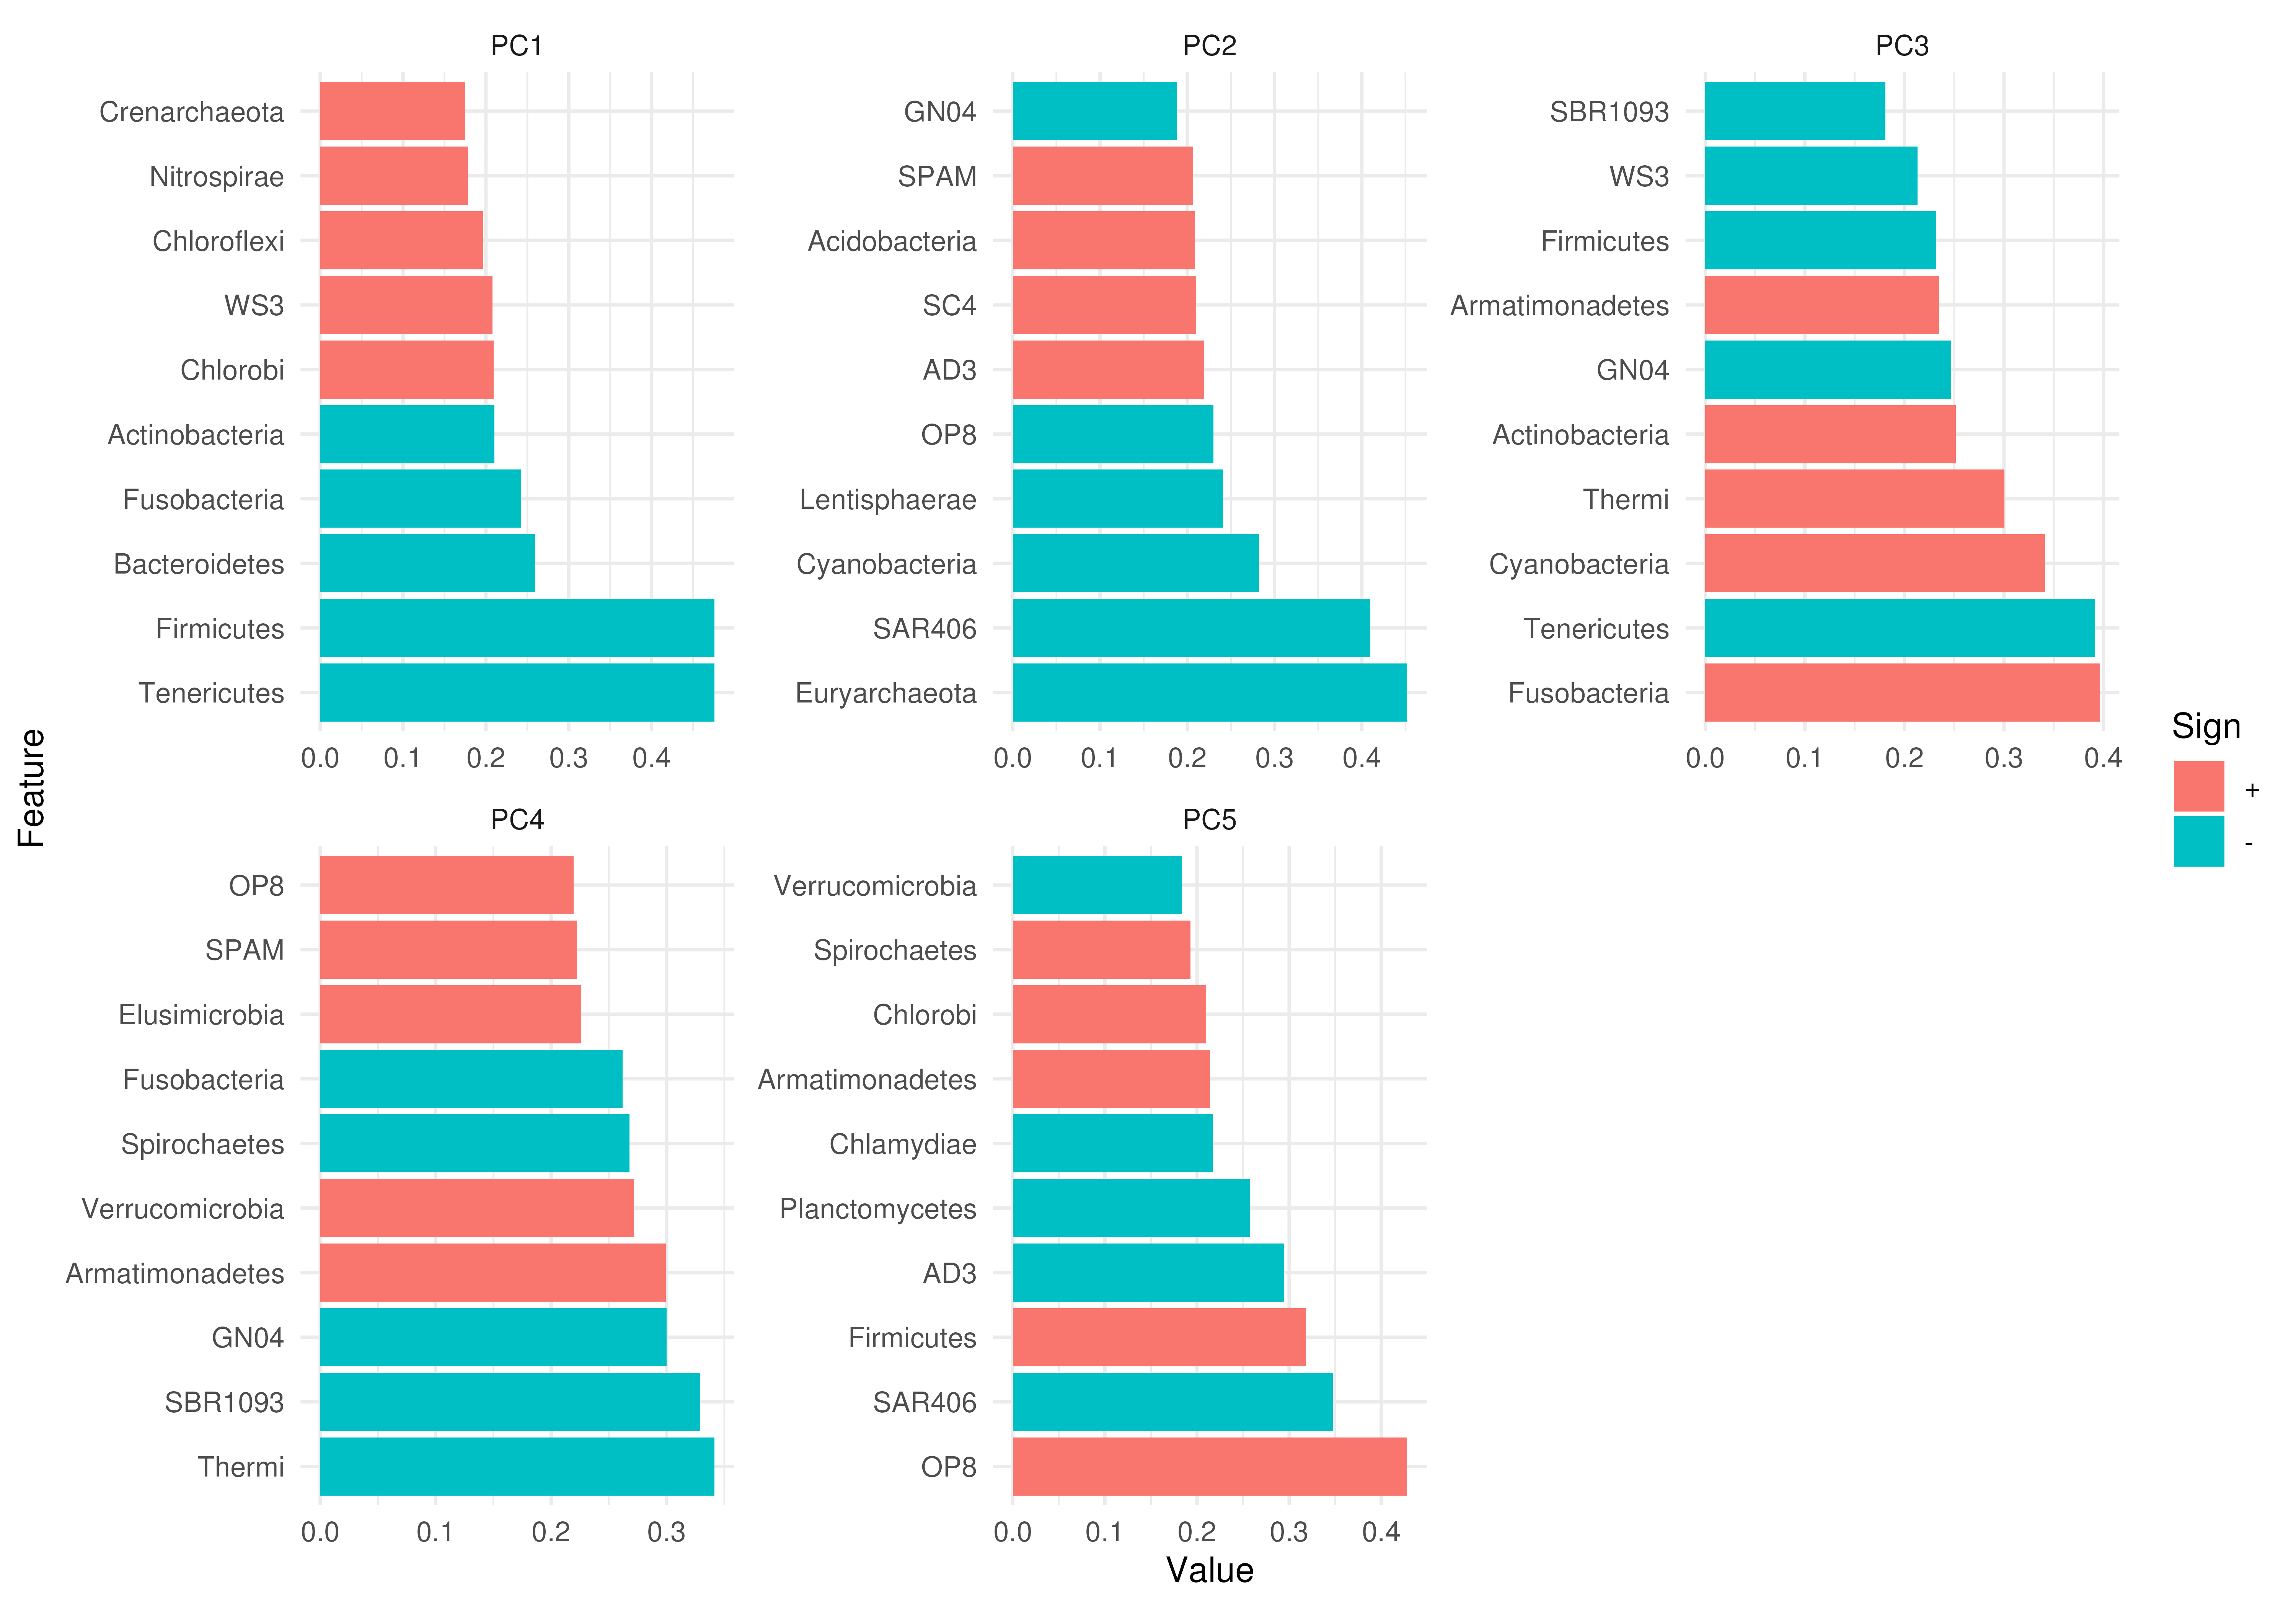 PC1
Crenarchaeota
Nitrospirae
Chloroflexi
WS3
Chlorobi
Actinobacteria
Fusobacteria
Bacteroidetes
Firmicutes
Tenericutes
0.0 0.1 0.2 0.3 0.4
PC2
GN04
SPAM
Acidobacteria
SC4
AD3
OP8
Lentisphaerae
Cyanobacteria
SAR406
Euryarchaeota
0.0 0.1 0.2 0.3 0.4
PC3
SBR1093
WS3
Firmicutes
Armatimonadetes
GN04
Actinobacteria
Thermi
Cyanobacteria
Tenericutes
Fusobacteria
0.0 0.1 0.2 0.3 0.4
PC4
OP8
SPAM
Elusimicrobia
Fusobacteria
Spirochaetes
Verrucomicrobia
Armatimonadetes
GN04
SBR1093
Thermi
0.0 0.1 0.2 0.3
PC5
Verrucomicrobia
Spirochaetes
Chlorobi
Armatimonadetes
Chlamydiae
Planctomycetes
AD3
Firmicutes
SAR406
OP8
0.0 0.1 0.2 0.3 0.4
Feature
Value
Sign
+
-